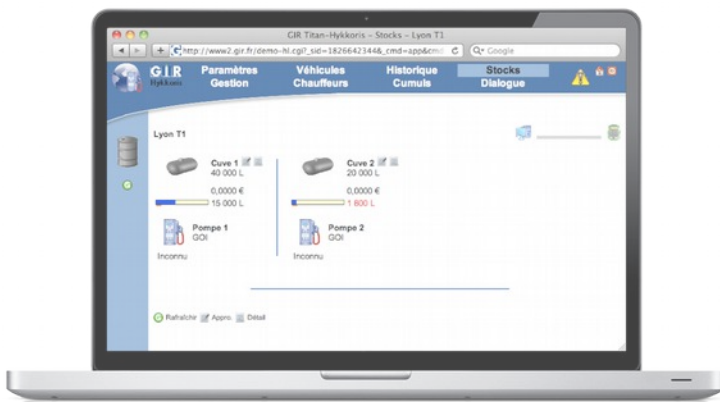 GIR Titan-Hykkoris - Stocks - Lyon T1
http://www2.gir.fr/demo-hl.cgi?_sid=1826642344&_cmd=app&cmd
Google
GIR
Hykkoris
Paramètres
Gestion
Véhicules
Chauffeurs
Historique
Cumuls
Stocks
Dialogue
Lyon T1
Cuve 1
40 000 L
0,0000 €
15 000 L
Pompe 1
GOI
Inconnu
Cuve 2
20 000 L
0,0000 €
1 600 L
Pompe 2
GOI
Inconnu
Rafraîchir Appro. Détail